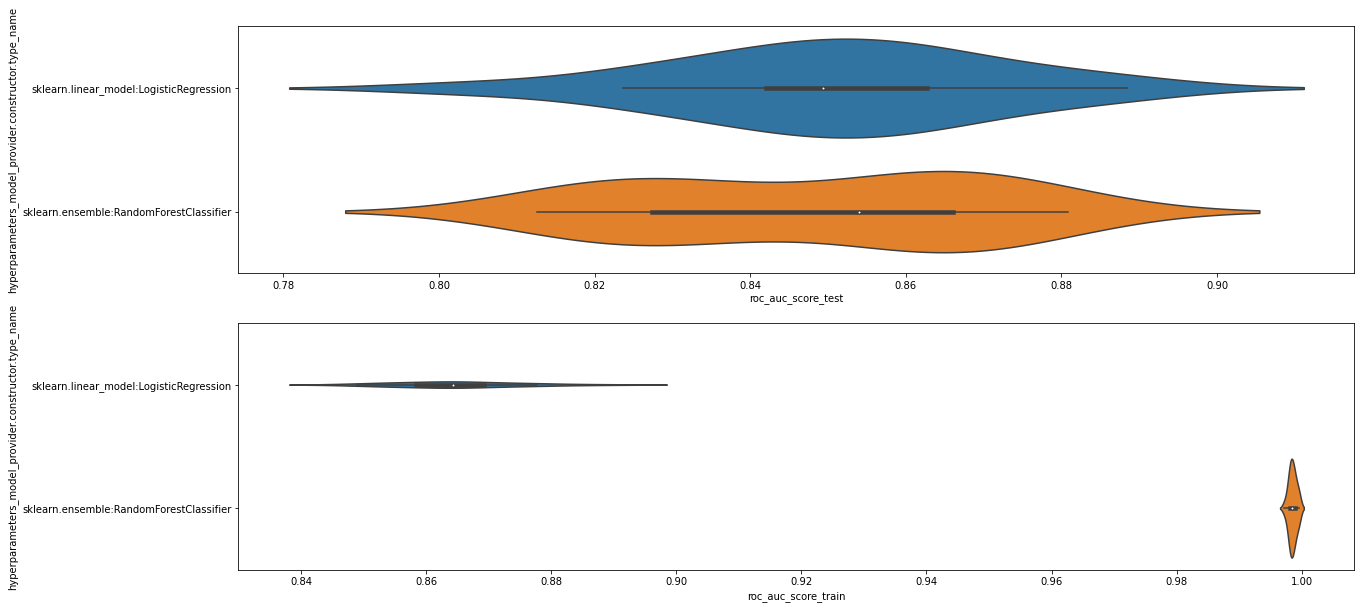 hyperparameters_model_provider.constructor.type_name
sklearn.linear_model:LogisticRegression
sklearn.ensemble:RandomForestClassifier
0.78 0.80 0.82 0.84 0.86 0.88 0.90
roc_auc_score_test
hyperparameters_model_provider.constructor.type_name
sklearn.linear_model:LogisticRegression
sklearn.ensemble:RandomForestClassifier
0.84 0.86 0.88 0.90 0.92 0.94 0.96 0.98 1.00
roc_auc_score_train